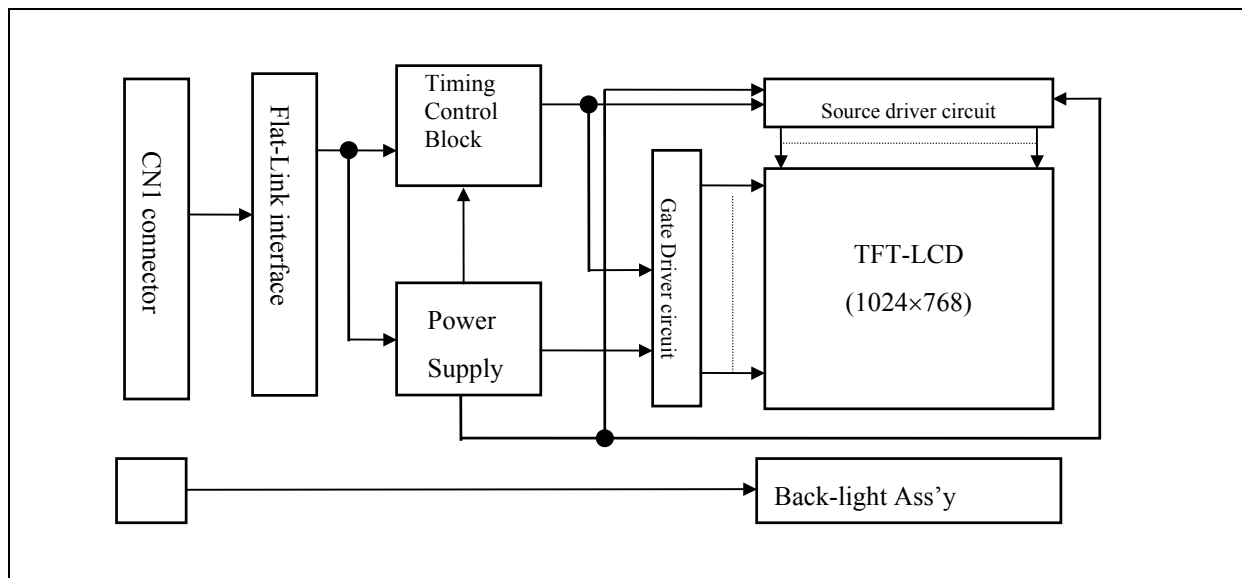 CN1 connector
Flat-Link interface
Timing
Control
Block
Power
Supply
Gate Driver circuit
Source driver circuit
TFT-LCD
(1024×768)
Back-light Ass’y